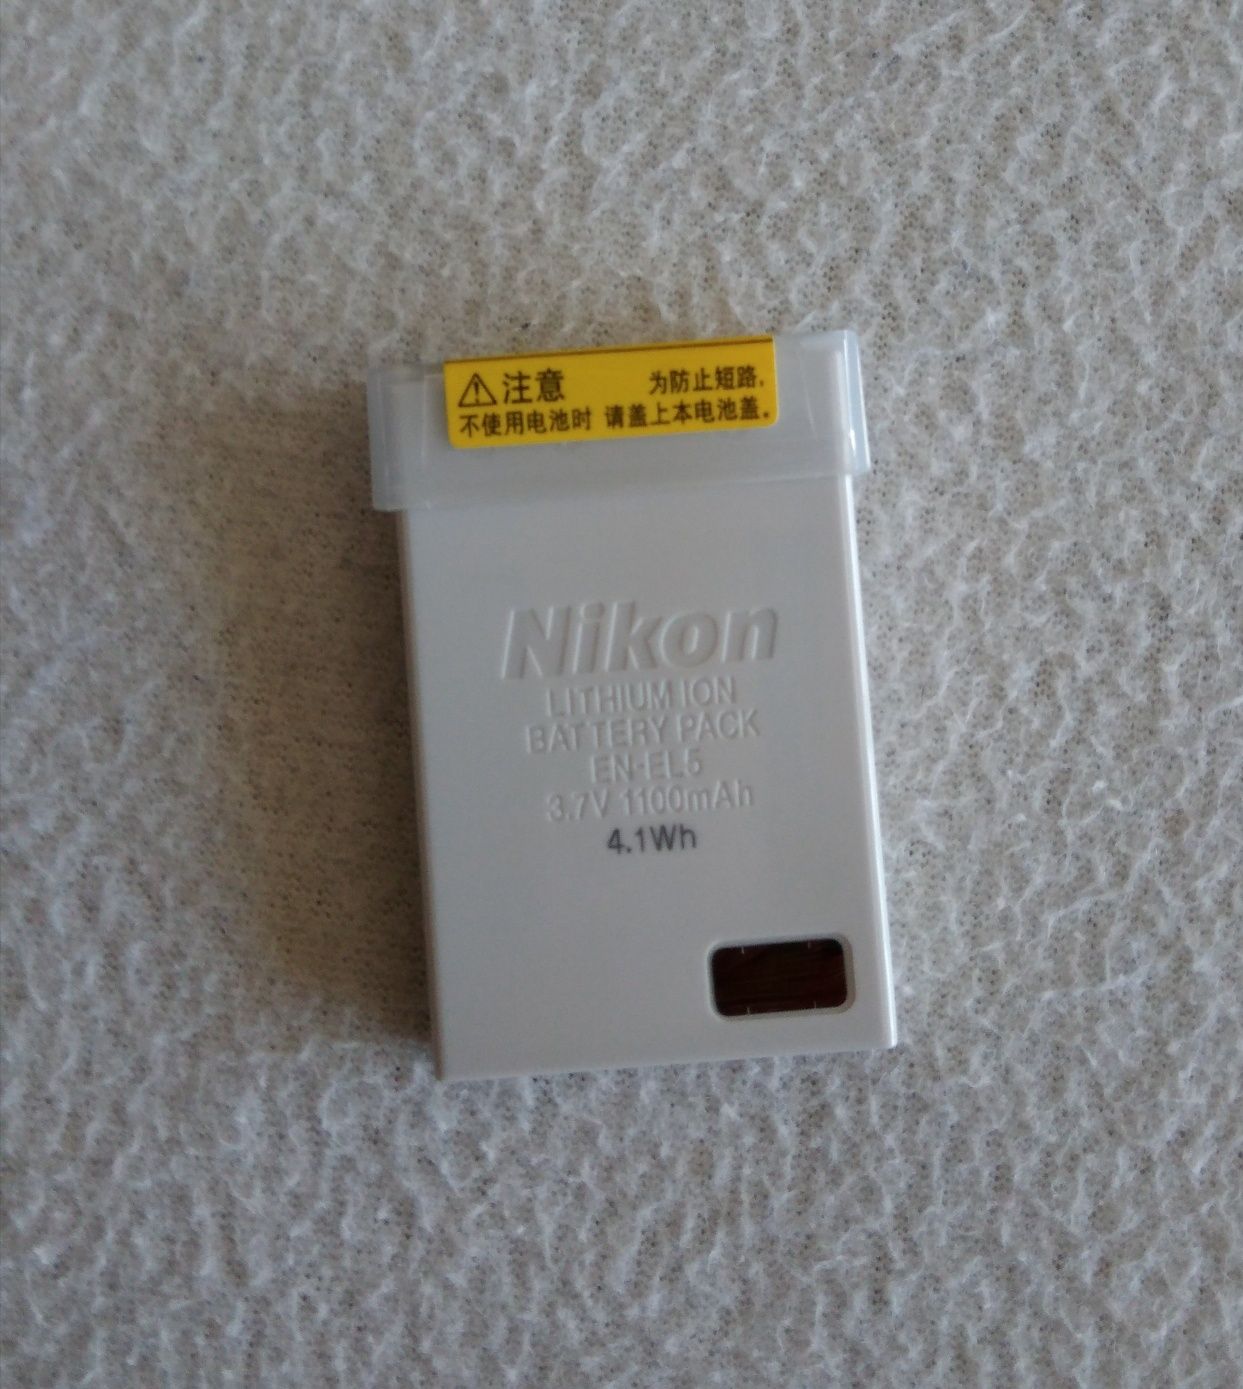 ⚠注意 为防止短路,
不使用电池时 请盖上本电池盖。
Nikon
LITHIUM ION
BATTERY PACK
EN-EL5
3.7V 1100mAh
4.1Wh